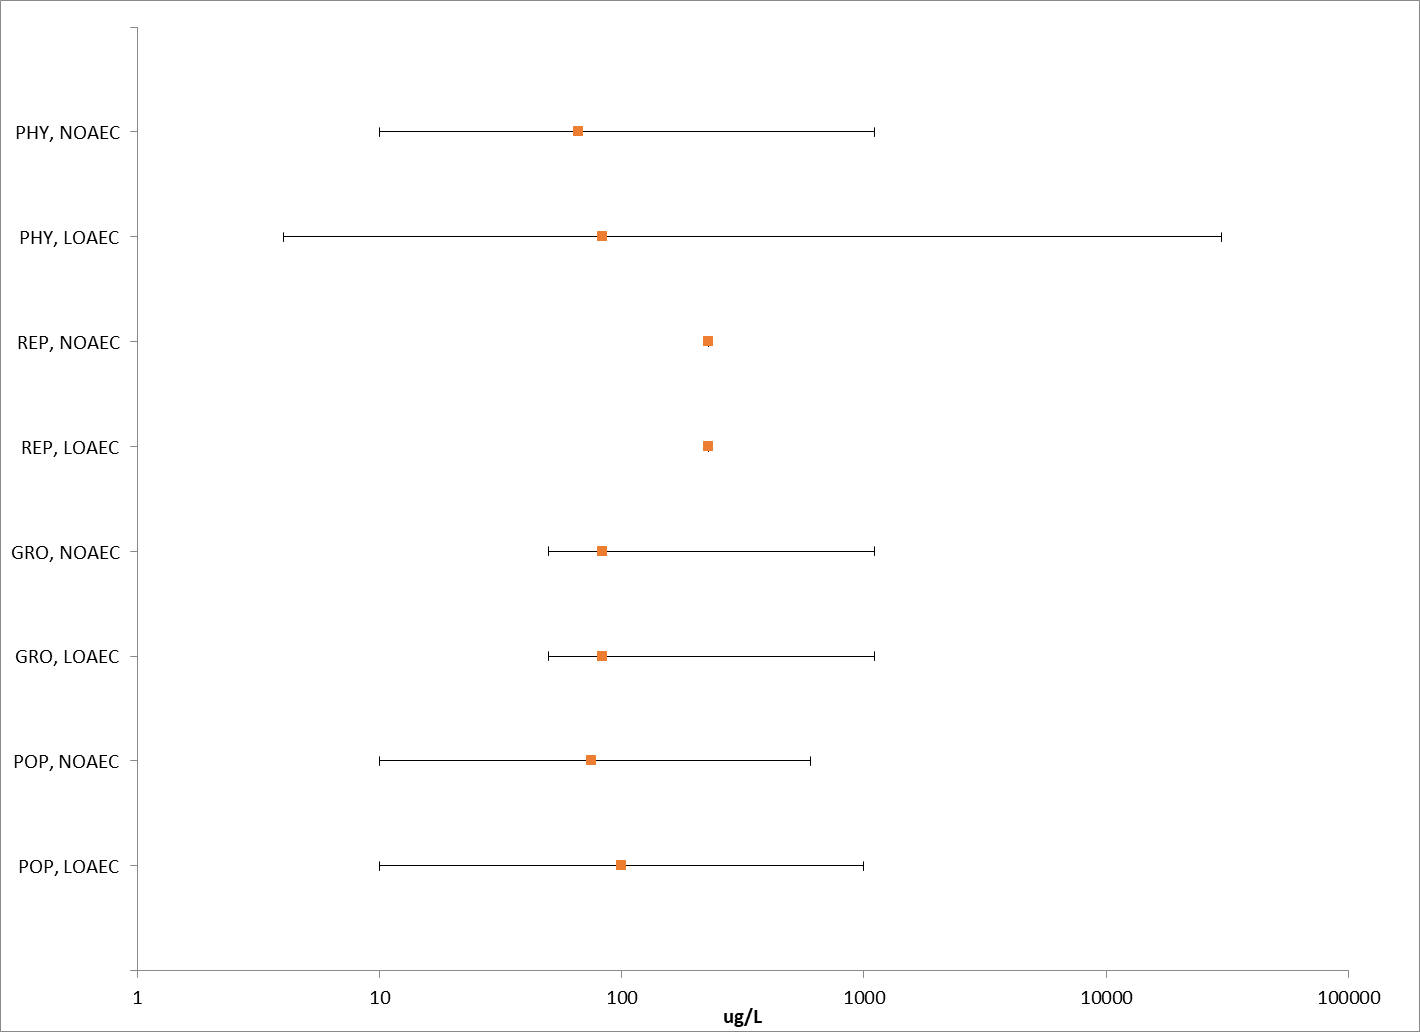 PHY, NOAEC
PHY, LOAEC
REP, NOAEC
REP, LOAEC
GRO, NOAEC
GRO, LOAEC
POP, NOAEC
POP, LOAEC
1 10 100 1000 10000 100000
ug/L